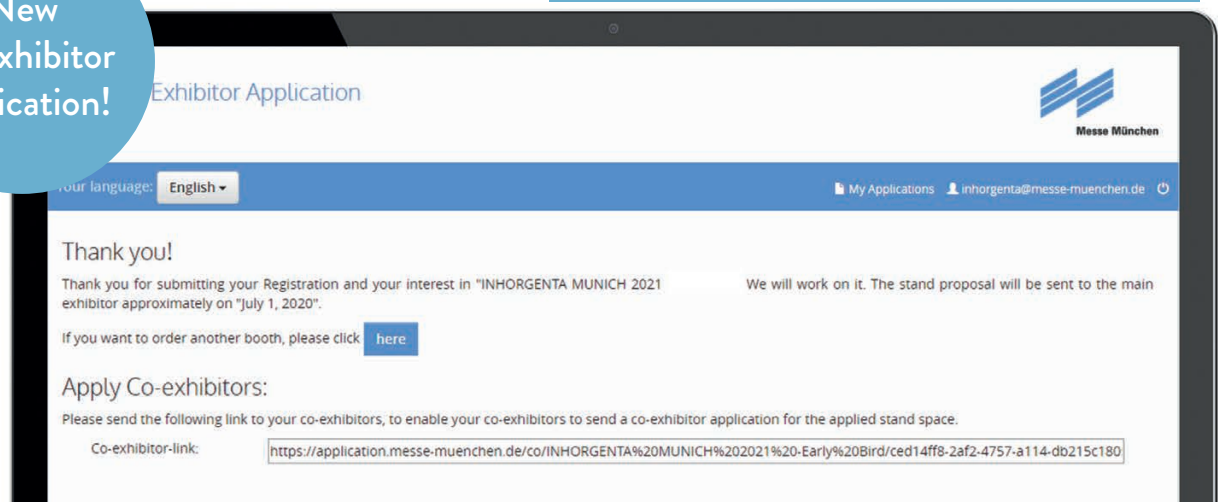 New
xhibitor
ication!
Exhibitor Application
Messe München
Your language: English
My Applications inhorgenta@messe-muenchen.de
Thank you!
Thank you for submitting your Registration and your interest in "INHORGENTA MUNICH 2021 We will work on it. The stand proposal will be sent to the main
exhibitor approximately on "July 1, 2020".
If you want to order another booth, please click here
Apply Co-exhibitors:
Please send the following link to your co-exhibitors, to enable your co-exhibitors to send a co-exhibitor application for the applied stand space.
Co-exhibitor-link: https://application.messe-muenchen.de/co/INHORGENTA%20MUNICH%202021%20-Early%20Bird/ced14ff8-2af2-4757-a114-db215c180